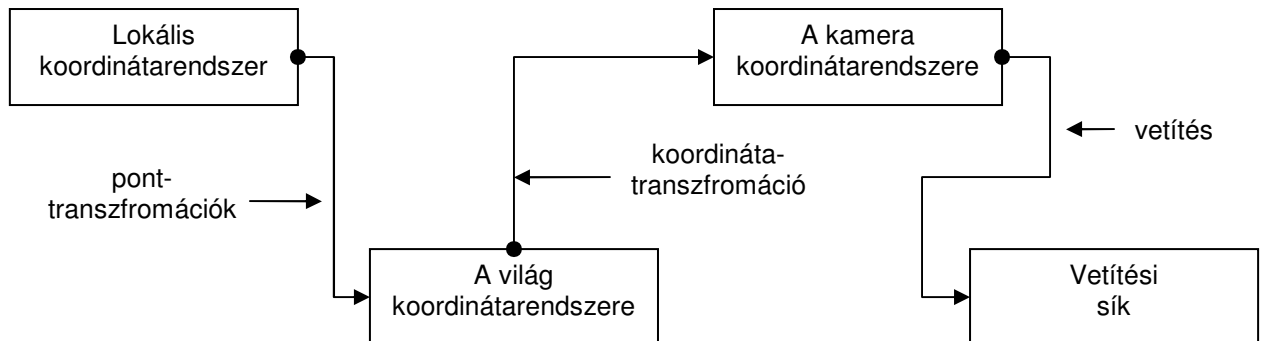 Lokális
koordinátarendszer
A kamera
koordinátarendszere
vetítés
koordináta-
transzfromáció
pont-
transzfromációk
A világ
koordinátarendszere
Vetítési
sík